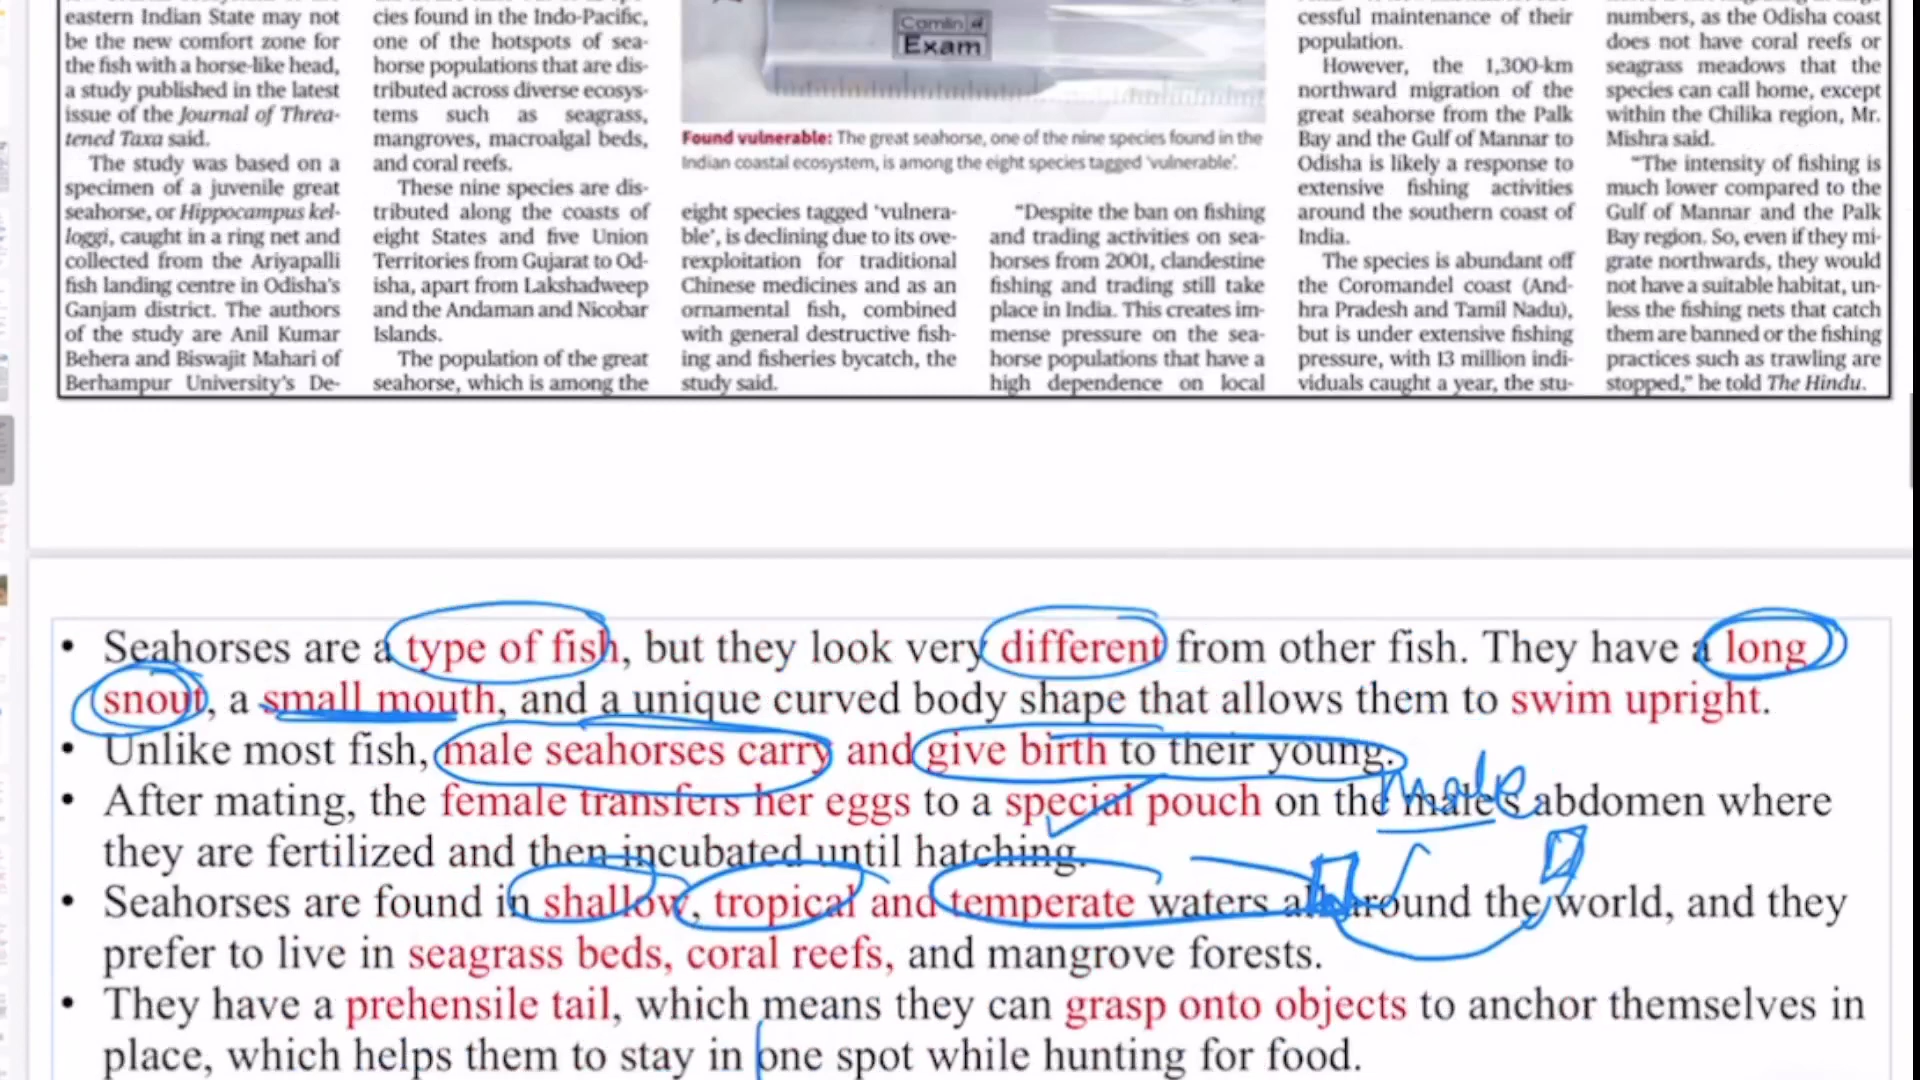 eastern Indian State may not
be the new comfort zone for
the fish with a horse-like head,
a study published in the latest
issue of the Journal of Threa-
tened Taxa said.
The study was based on a
specimen of a juvenile great
seahorse, or Hippocampus kel-
loggi, caught in a ring net and
collected from the Ariyapalli
fish landing centre in Odisha's
Ganjam district. The authors
of the study are Anil Kumar
Behera and Biswajit Mahari of
Berhampur University's De-
cies found in the Indo-Pacific,
one of the hotspots of sea-
horse populations that are dis-
tributed across diverse ecosys-
tems such as seagrass,
mangroves, macroalgal beds,
and coral reefs.
These nine species are dis-
tributed along the coasts of
eight States and five Union
Territories from Gujarat to Od-
isha, apart from Lakshadweep
and the Andaman and Nicobar
Islands.
The population of the great
seahorse, which is among the
Camlin
Exam
Found vulnerable: The great seahorse, one of the nine species found in the
Indian coastal ecosystem, is among the eight species tagged 'vulnerable'.
eight species tagged 'vulnera-
ble', is declining due to its ove-
rexploitation for traditional
Chinese medicines and as an
ornamental fish, combined
with general destructive fish-
ing and fisheries bycatch, the
study said.
"Despite the ban on fishing
and trading activities on sea-
horses from 2001, clandestine
fishing and trading still take
place in India. This creates im-
mense pressure on the sea-
horse populations that have a
high dependence on local
cessful maintenance of their
population.
However, the 1,300-km
northward migration of the
great seahorse from the Palk
Bay and the Gulf of Mannar to
Odisha is likely a response to
extensive fishing activities
around the southern coast of
India.
The species is abundant off
the Coromandel coast (And-
hra Pradesh and Tamil Nadu),
but is under extensive fishing
pressure, with 13 million indi-
viduals caught a year, the stu-
numbers, as the Odisha coast
does not have coral reefs or
seagrass meadows that the
species can call home, except
within the Chilika region, Mr.
Mishra said.
"The intensity of fishing is
much lower compared to the
Gulf of Mannar and the Palk
Bay region. So, even if they mi-
grate northwards, they would
not have a suitable habitat, un-
less the fishing nets that catch
them are banned or the fishing
practices such as trawling are
stopped," he told The Hindu.
• Seahorses are a type of fish, but they look very different from other fish. They have a long
snout, a small mouth, and a unique curved body shape that allows them to swim upright.
• Unlike most fish, male seahorses carry and give birth to their young.
male
• After mating, the female transfers her eggs to a special pouch on the male's abdomen where
they are fertilized and then incubated until hatching.
• Seahorses are found in shallow, tropical and temperate waters all around the world, and they
prefer to live in seagrass beds, coral reefs, and mangrove forests.
• They have a prehensile tail, which means they can grasp onto objects to anchor themselves in
place, which helps them to stay in one spot while hunting for food.